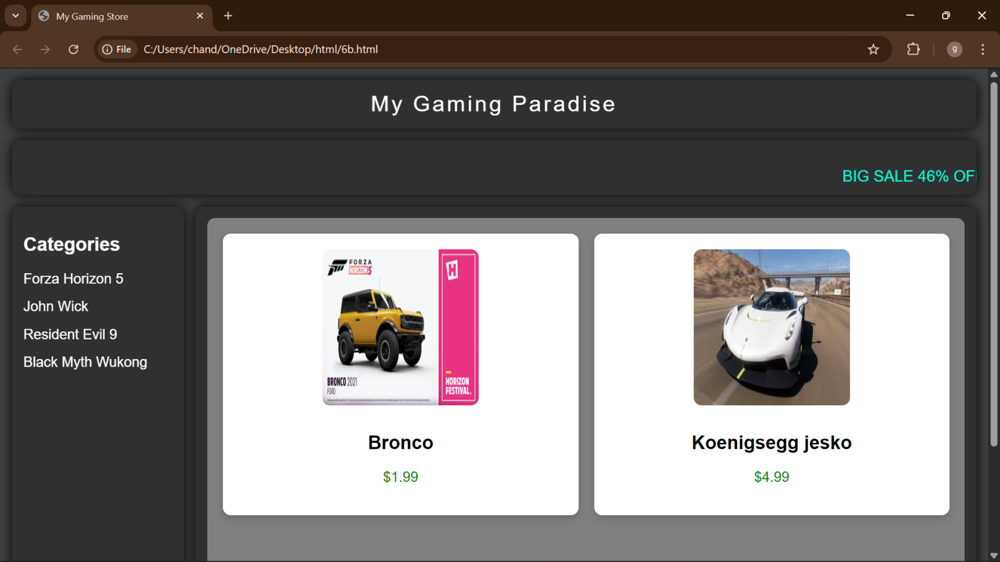 My Gaming Store
File
C:/Users/chand/OneDrive/Desktop/html/6b.html
g
My Gaming Paradise
BIG SALE 46% OF
Categories
Forza Horizon 5
John Wick
Resident Evil 9
Black Myth Wukong
FORZA
HORIZON 5
H
BRONCO 2021
FORD
HORIZON
FESTIVAL.
Bronco
$1.99
Koenigsegg jesko
$4.99